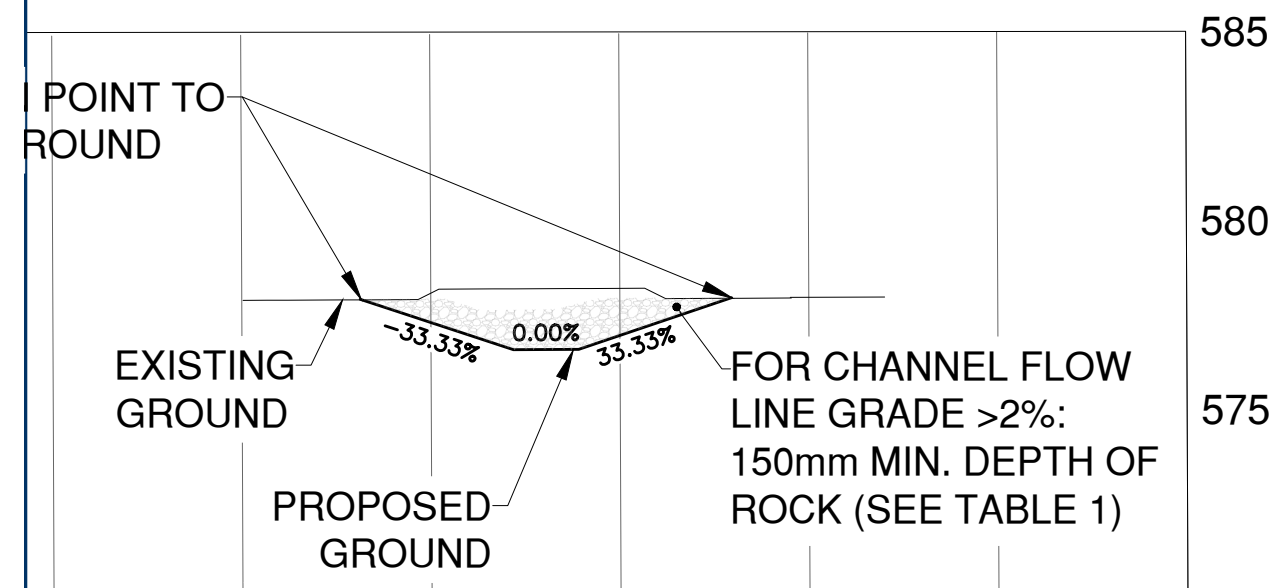 585
I POINT TO
ROUND
580
-33.33%
0.00%
33.33%
EXISTING
GROUND
FOR CHANNEL FLOW
LINE GRADE >2%:
150mm MIN. DEPTH OF
ROCK (SEE TABLE 1)
575
PROPOSED
GROUND